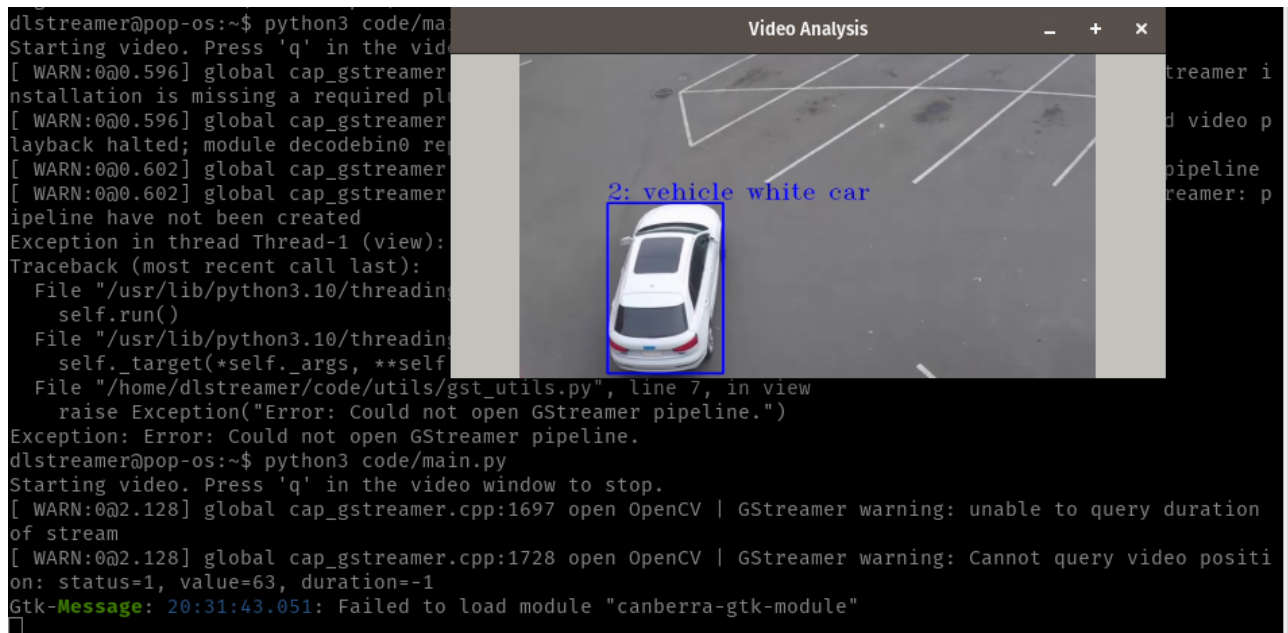 dlstreamer@pop-os:~$ python3 code/ma
Starting video. Press 'q' in the vid
Video Analysis
[ WARN:0@0.596] global cap_gstreamer treamer i
nstallation is missing a required pl
[ WARN:0@0.596] global cap_gstreamer d video p
layback halted; module decodebin0 re
[ WARN:0@0.602] global cap_gstreamer pipeline
[ WARN:0@0.602] global cap_gstreamer reamer: p
2: vehicle white car
ipeline have not been created
Exception in thread Thread-1 (view):
Traceback (most recent call last):
File "/usr/lib/python3.10/threading
self.run()
File "/usr/lib/python3.10/threading
self._target(*self._args, **self
File "/home/dlstreamer/code/utils/gst_utils.py", line 7, in view
raise Exception("Error: Could not open GStreamer pipeline.")
Exception: Error: Could not open GStreamer pipeline.
dlstreamer@pop-os:~$ python3 code/main.py
Starting video. Press 'q' in the video window to stop.
[ WARN:0@2.128] global cap_gstreamer.cpp:1697 open OpenCV | GStreamer warning: unable to query duration
of stream
[ WARN:0@2.128] global cap_gstreamer.cpp:1728 open OpenCV | GStreamer warning: Cannot query video positi
on: status=1, value=63, duration=-1
Gtk-Message: 20:31:43.051: Failed to load module "canberra-gtk-module"